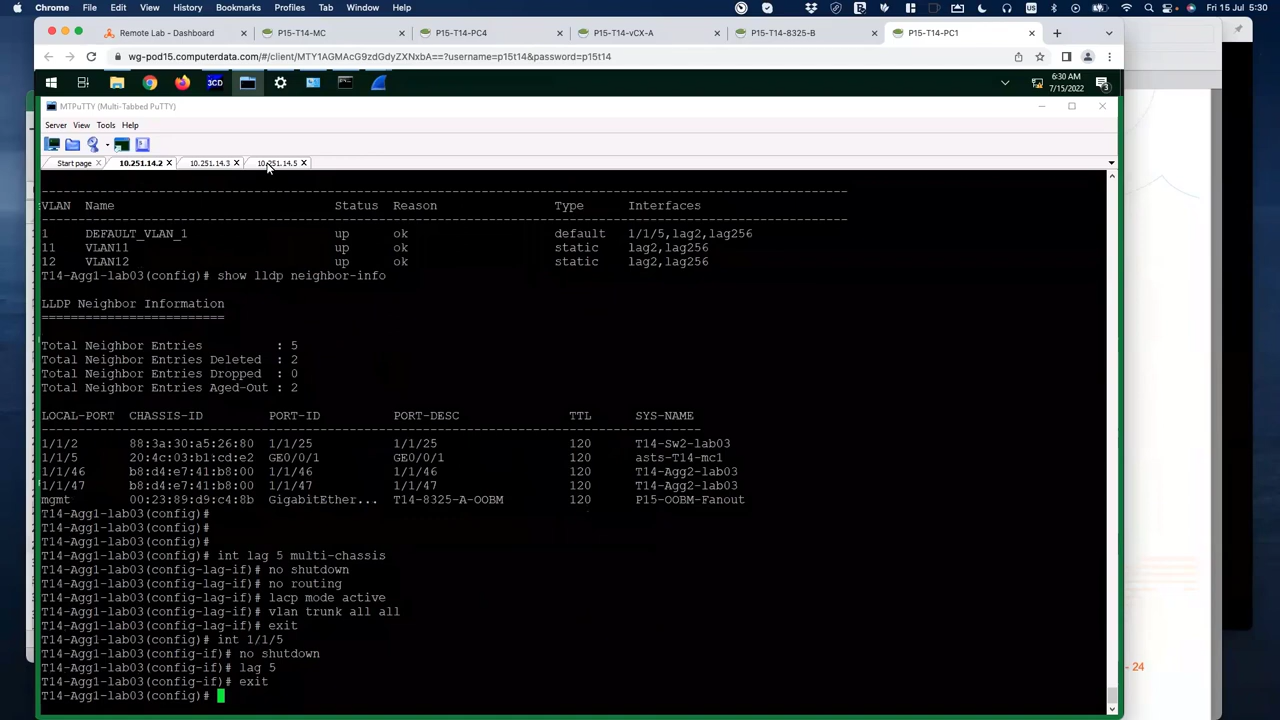 Chrome File Edit View History Bookmarks Profiles Tab Window Help Fri 15 Jul 5:30
Remote Lab - Dashboard P15-T14-MC P15-T14-PC4 P15-T14-vCX-A P15-T14-8325-B P15-T14-PC1
wg-pod15.computerdata.com/#/client/MTY1AGMAcG9zdGdyZXNxbA==?username=p15t14&password=p15t14
3CD
6:30 AM
7/15/2022
3
MTPuTTY (Multi-Tabbed PuTTY)
Server View Tools Help
Start page 10.251.14.2 10.251.14.3 10.251.14.5
--------------------------------------------------------------------------------
VLAN Name Status Reason Type Interfaces
--------------------------------------------------------------------------------
1 DEFAULT_VLAN_1 up ok default 1/1/5,lag2,lag256
11 VLAN11 up ok static lag2,lag256
12 VLAN12 up ok static lag2,lag256
T14-Agg1-lab03(config)# show lldp neighbor-info
LLDP Neighbor Information
=========================
Total Neighbor Entries : 5
Total Neighbor Entries Deleted : 2
Total Neighbor Entries Dropped : 0
Total Neighbor Entries Aged-Out : 2
LOCAL-PORT CHASSIS-ID PORT-ID PORT-DESC TTL SYS-NAME
--------------------------------------------------------------------------------
1/1/2 88:3a:30:a5:26:80 1/1/25 1/1/25 120 T14-Sw2-lab03
1/1/5 20:4c:03:b1:cd:e2 GE0/0/1 GE0/0/1 120 asts-T14-mc1
1/1/46 b8:d4:e7:41:b8:00 1/1/46 1/1/46 120 T14-Agg2-lab03
1/1/47 b8:d4:e7:41:b8:00 1/1/47 1/1/47 120 T14-Agg2-lab03
mgmt 00:23:89:d9:c4:8b GigabitEther... T14-8325-A-OOBM 120 P15-OOBM-Fanout
T14-Agg1-lab03(config)#
T14-Agg1-lab03(config)#
T14-Agg1-lab03(config)#
T14-Agg1-lab03(config)# int lag 5 multi-chassis
T14-Agg1-lab03(config-lag-if)# no shutdown
T14-Agg1-lab03(config-lag-if)# no routing
T14-Agg1-lab03(config-lag-if)# lacp mode active
T14-Agg1-lab03(config-lag-if)# vlan trunk all all
T14-Agg1-lab03(config-lag-if)# exit
T14-Agg1-lab03(config)# int 1/1/5
T14-Agg1-lab03(config-if)# no shutdown
T14-Agg1-lab03(config-if)# lag 5
T14-Agg1-lab03(config-if)# exit
T14-Agg1-lab03(config)#
- 24